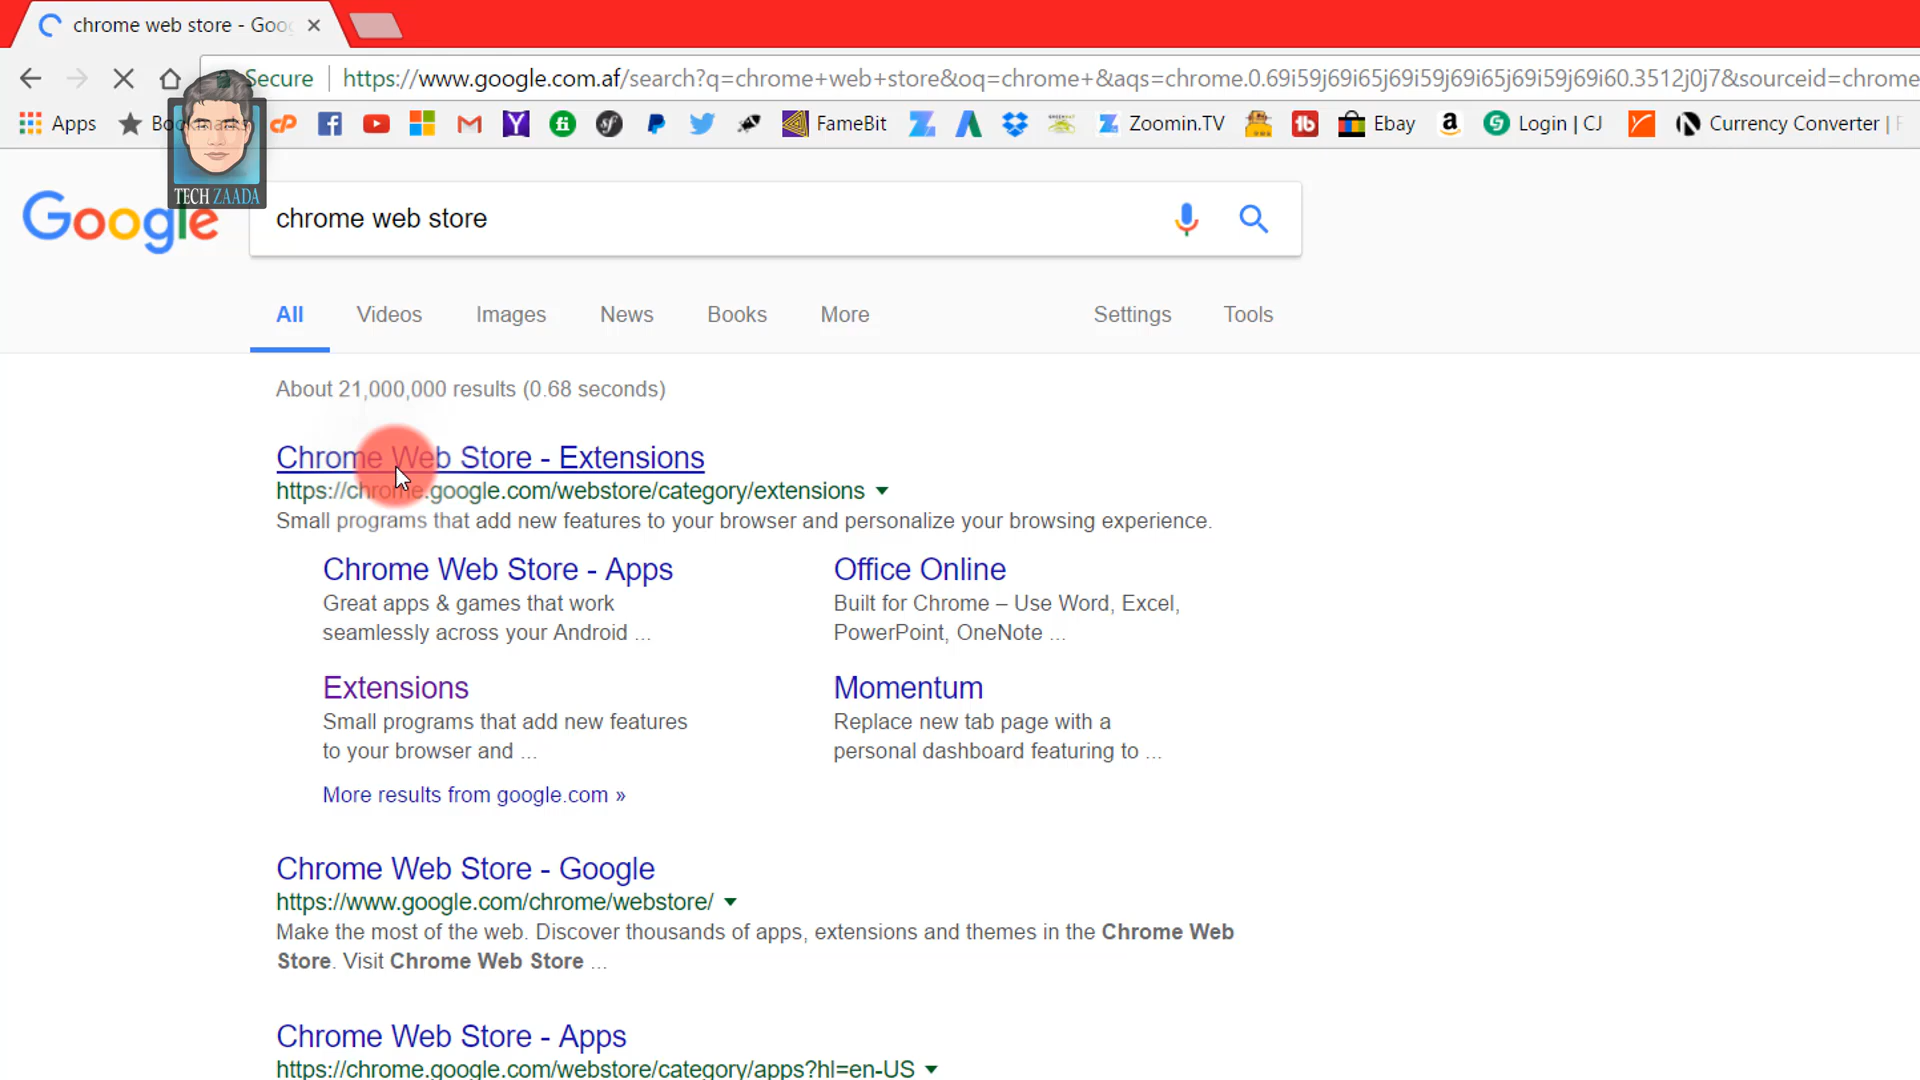 chrome web store - Goo
Secure https://www.google.com.af/search?q=chrome+web+store&oq=chrome+&aqs=chrome.0.69i59j69i65j69i59j69i65j69i59j69i60.3512j0j7&sourceid=chrome
Apps FameBit Zoomin.TV Ebay Login | CJ Currency Converter |
TECH ZAADA
Google chrome web store
All Videos Images News Books More Settings Tools
About 21,000,000 results (0.68 seconds)
Chrome Web Store - Extensions
https://chrome.google.com/webstore/category/extensions
Small programs that add new features to your browser and personalize your browsing experience.
Chrome Web Store - Apps
Great apps & games that work
seamlessly across your Android ...
Office Online
Built for Chrome – Use Word, Excel,
PowerPoint, OneNote ...
Extensions
Small programs that add new features
to your browser and ...
Momentum
Replace new tab page with a
personal dashboard featuring to ...
More results from google.com »
Chrome Web Store - Google
https://www.google.com/chrome/webstore/
Make the most of the web. Discover thousands of apps, extensions and themes in the Chrome Web
Store. Visit Chrome Web Store ...
Chrome Web Store - Apps
https://chrome.google.com/webstore/category/apps?hl=en-US